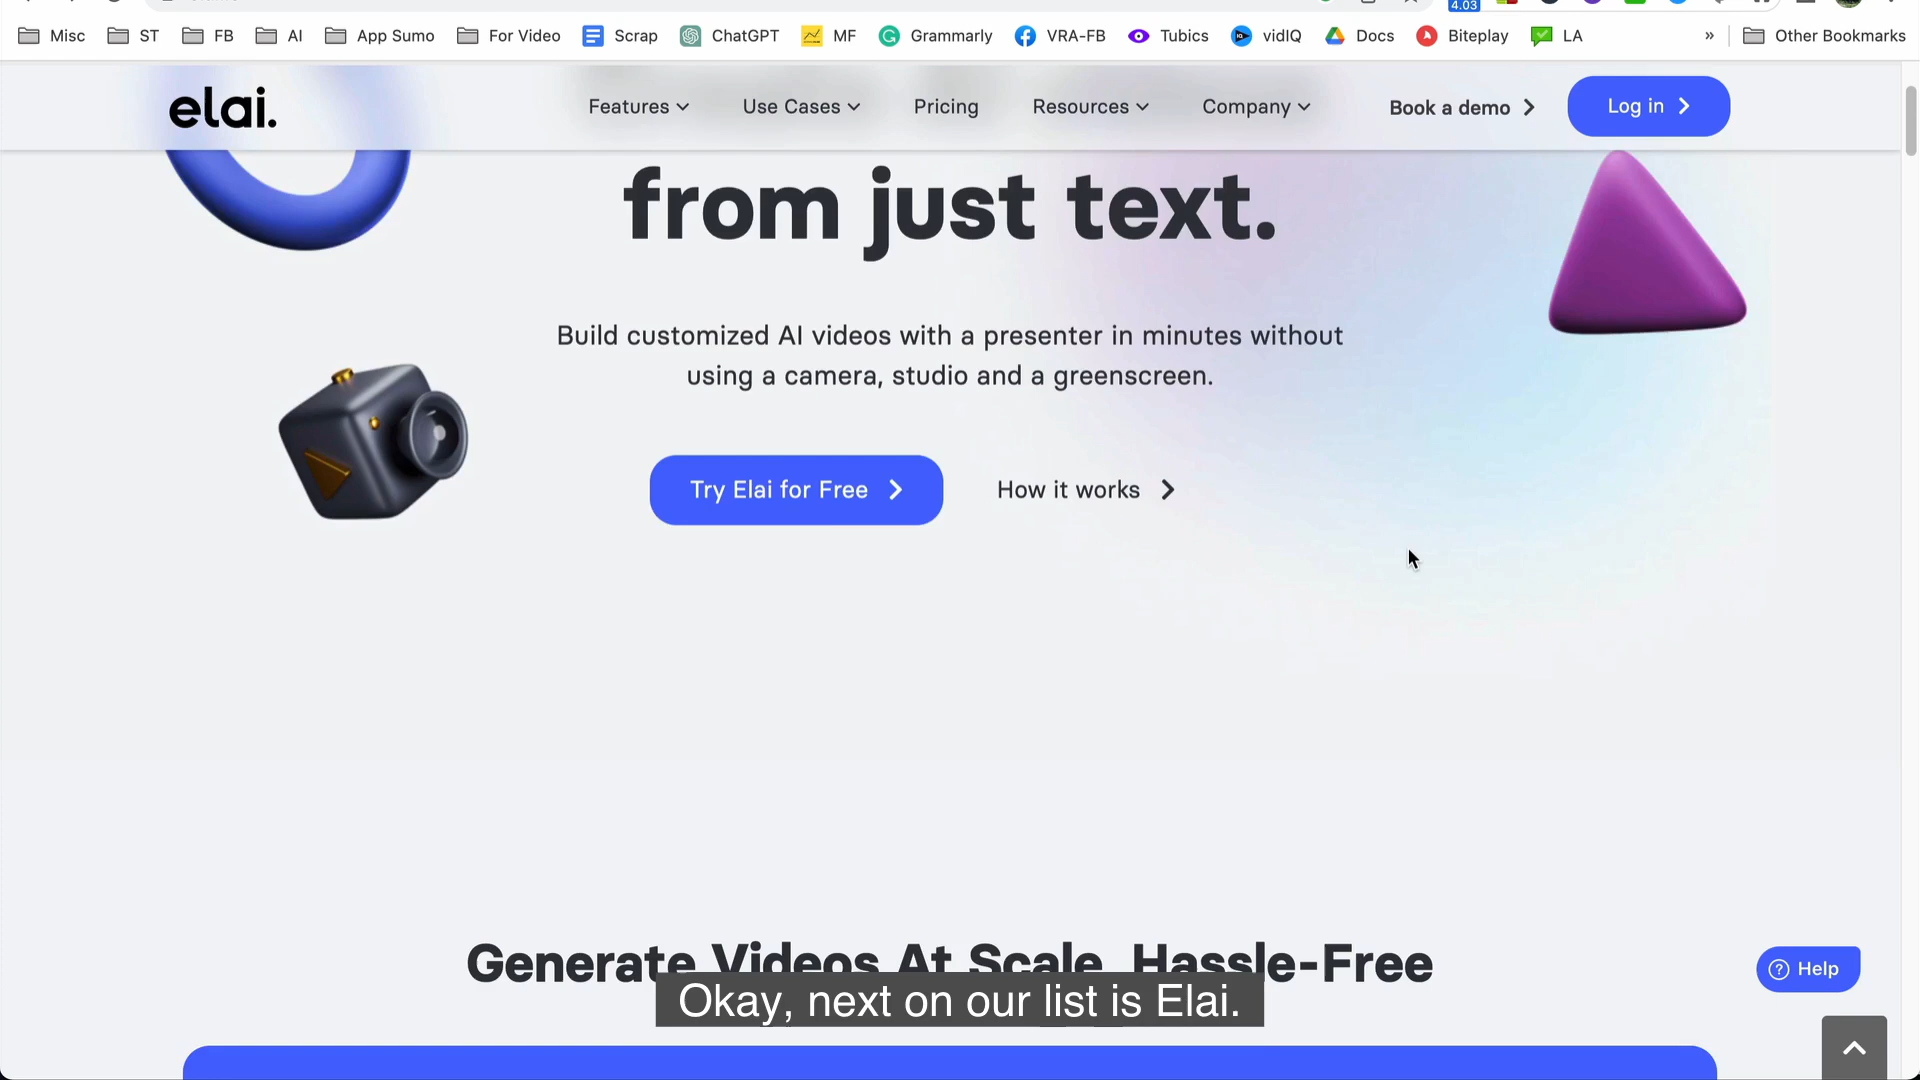 4.03
Misc ST FB AI App Sumo For Video Scrap ChatGPT MF Grammarly VRA-FB Tubics vidIQ Docs Biteplay LA » Other Bookmarks
elai. Features Use Cases Pricing Resources Company Book a demo Log in
from just text.
Build customized AI videos with a presenter in minutes without
using a camera, studio and a greenscreen.
Try Elai for Free How it works
Generate Videos At Scale, Hassle-Free
Help
Okay, next on our list is Elai.